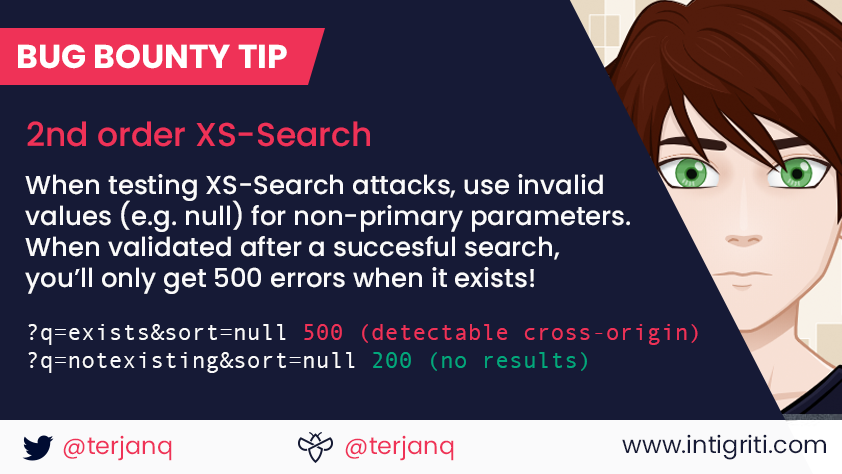 BUG BOUNTY TIP
2nd order XS-Search
When testing XS-Search attacks, use invalid
values (e.g. null) for non-primary parameters.
When validated after a succesful search,
you'll only get 500 errors when it exists!
?q=exists&sort=null 500 (detectable cross-origin)
?q=notexisting&sort=null 200 (no results)
@terjanq @terjanq www.intigriti.com